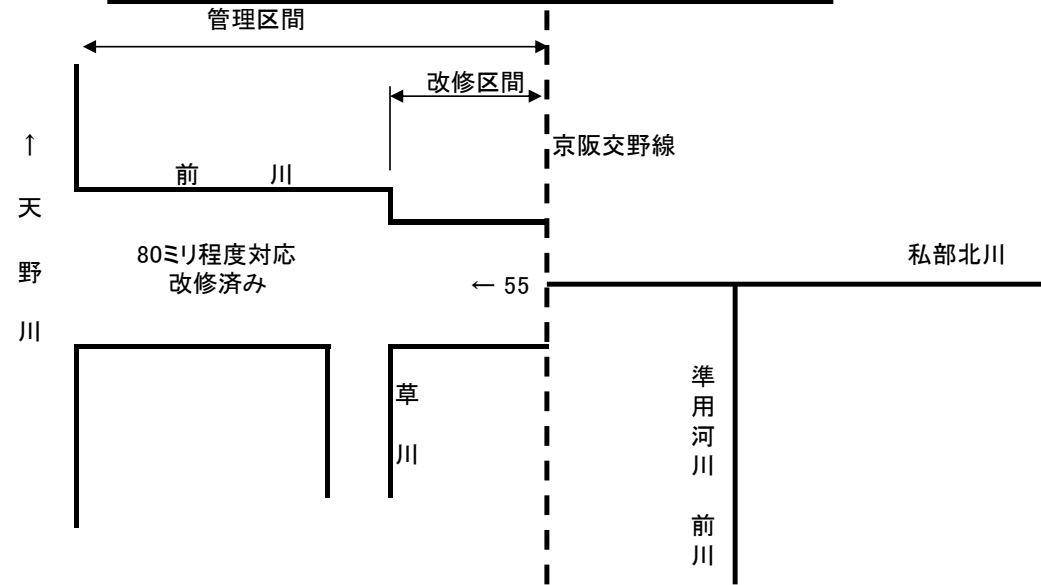 管理区間
改修区間
京阪交野線
↑
天野川
前　川
80ミリ程度対応
改修済み
← 55
私部北川
草川
準用河川　前川